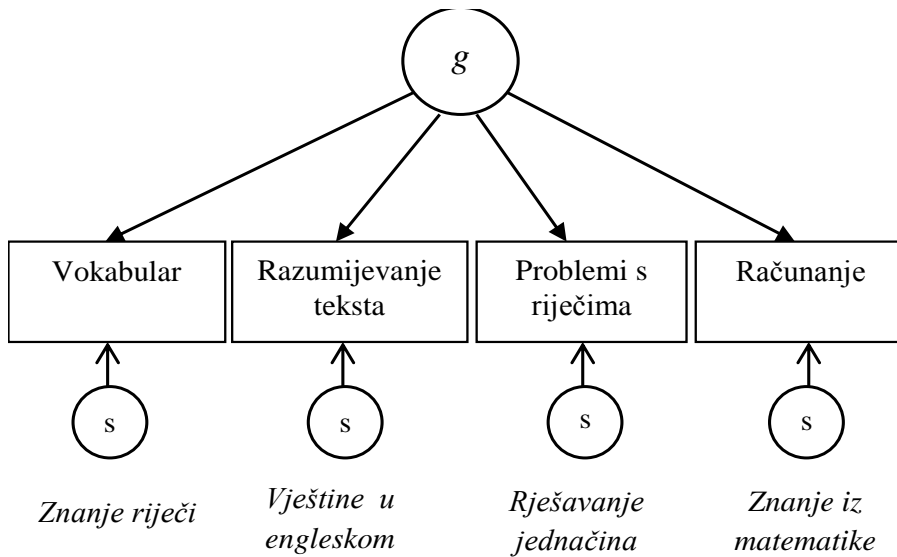 g
Vokabular
Razumijevanje
teksta
Problemi s
riječima
Računanje
s
s
s
s
Znanje riječi
Vještine u
engleskom
Rješavanje
jednačina
Znanje iz
matematike